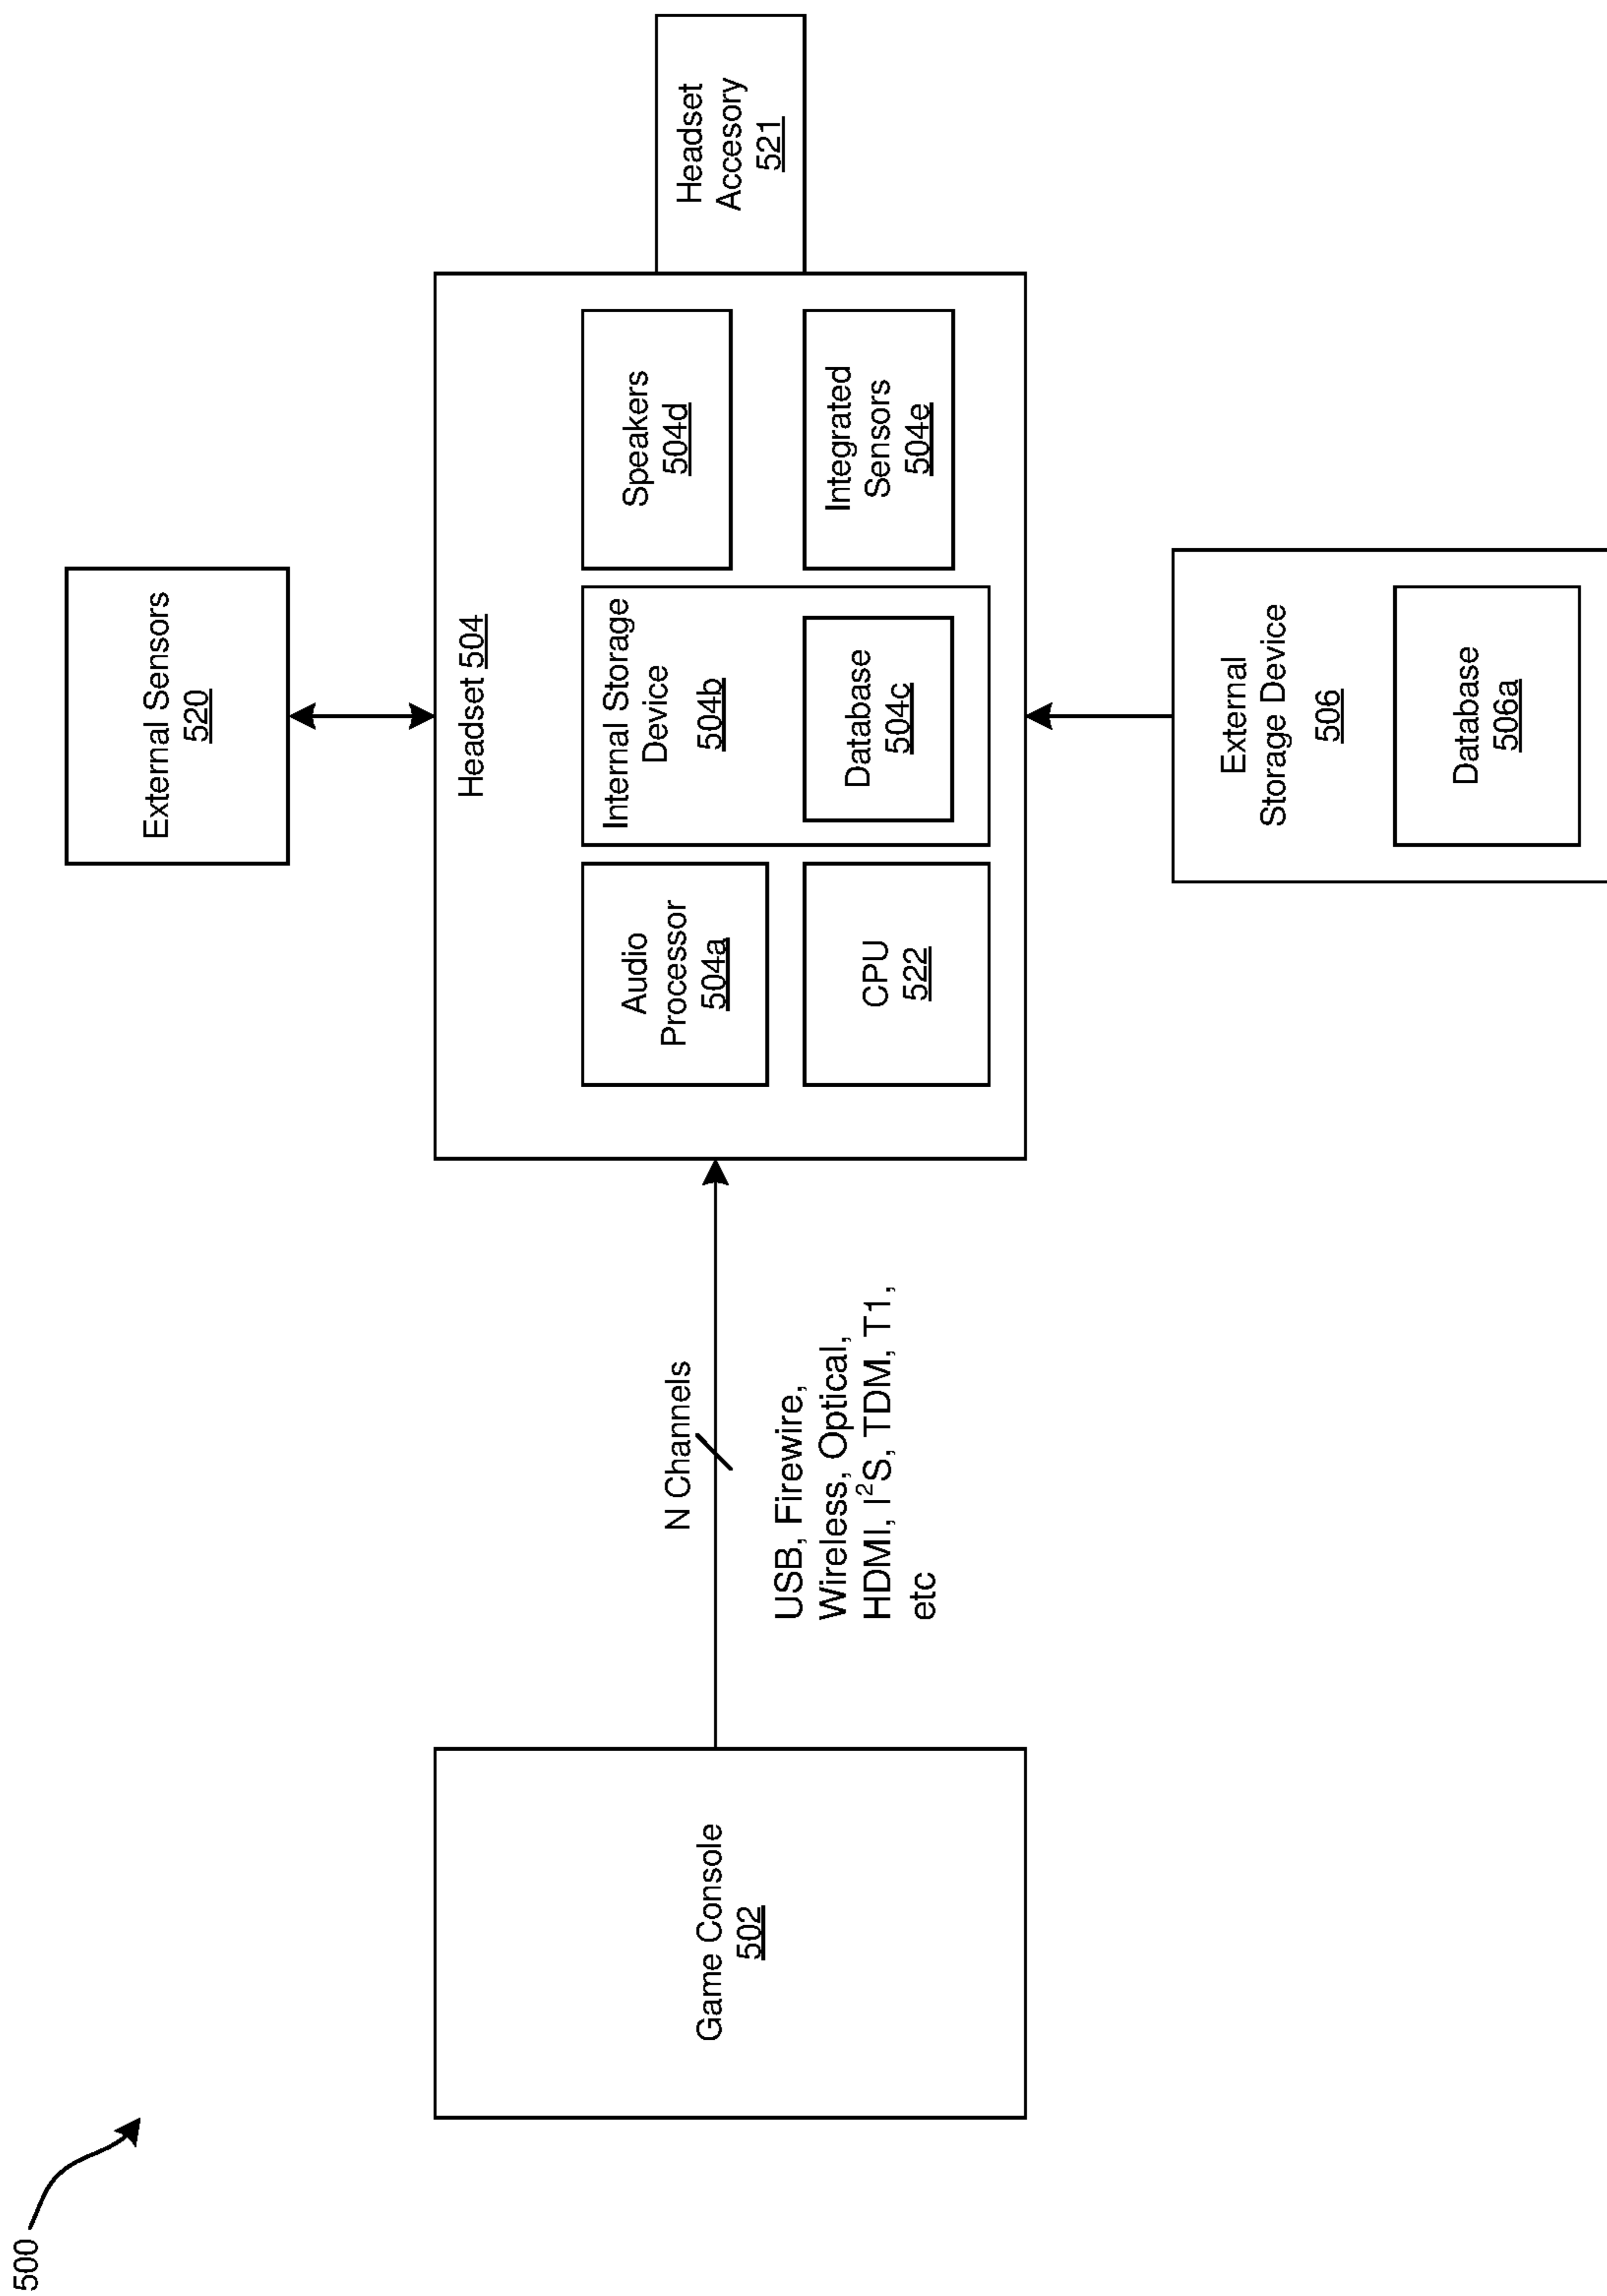 500
Game Console
502
N Channels
USB, Firewire,
Wireless, Optical,
HDMI, I²S, TDM, T1,
etc
External Sensors
520
Headset 504
Audio
Processor
504a
CPU
522
Internal Storage
Device
504b
Database
504c
Speakers
504d
Integrated
Sensors
504e
Headset
Accesory
521
External
Storage Device
506
Database
506a